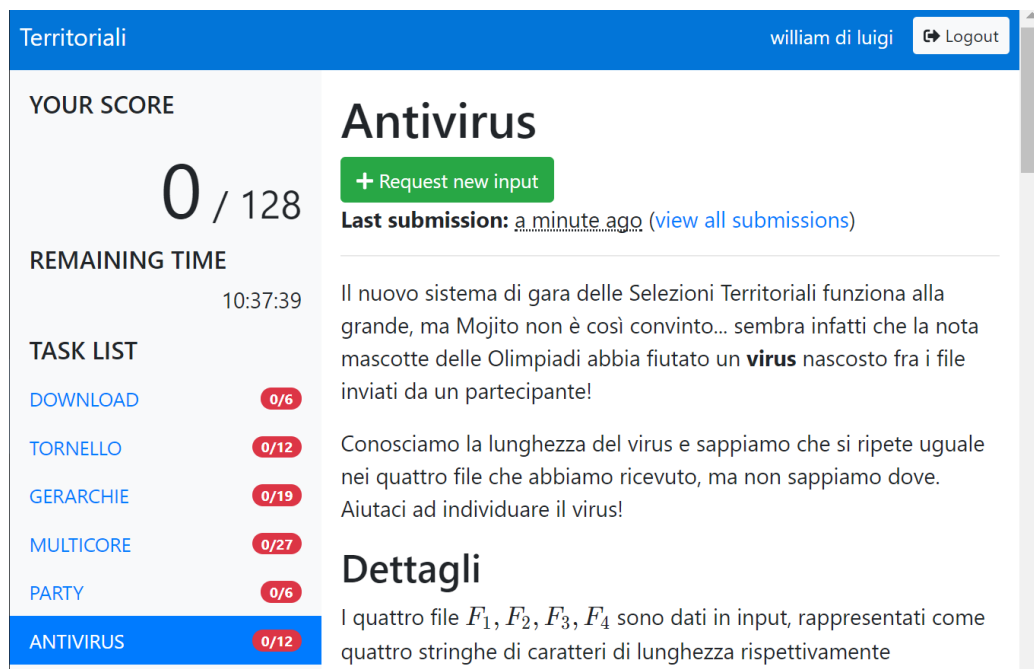 Territoriali
william di luigi
Logout
YOUR SCORE
0 / 128
REMAINING TIME
10:37:39
TASK LIST
DOWNLOAD 0/6
TORNELLO 0/12
GERARCHIE 0/19
MULTICORE 0/27
PARTY 0/6
ANTIVIRUS 0/12
Antivirus
+ Request new input
Last submission: a minute ago (view all submissions)
Il nuovo sistema di gara delle Selezioni Territoriali funziona alla
grande, ma Mojito non è così convinto... sembra infatti che la nota
mascotte delle Olimpiadi abbia fiutato un virus nascosto fra i file
inviati da un partecipante!
Conosciamo la lunghezza del virus e sappiamo che si ripete uguale
nei quattro file che abbiamo ricevuto, ma non sappiamo dove.
Aiutaci ad individuare il virus!
Dettagli
I quattro file F₁, F₂, F₃, F₄ sono dati in input, rappresentati come
quattro stringhe di caratteri di lunghezza rispettivamente